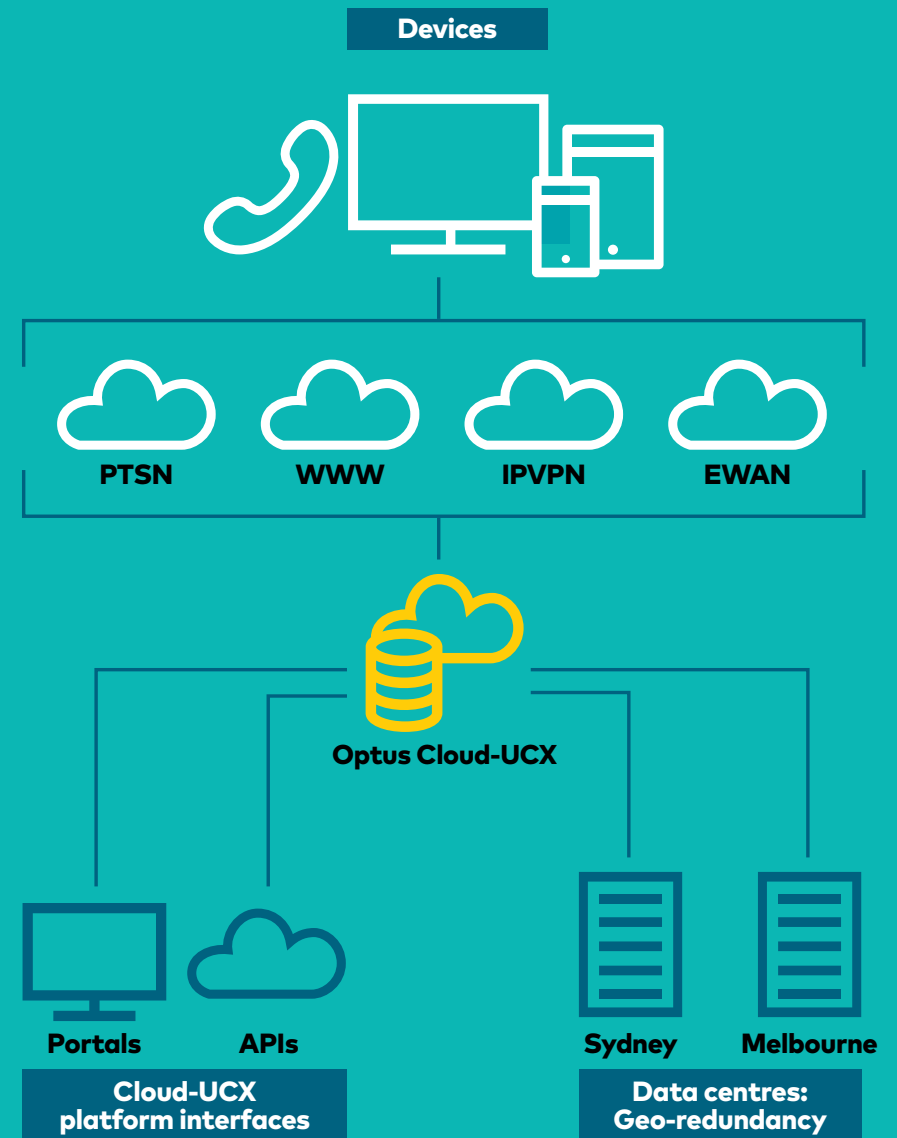 Devices
PTSN
WWW
IPVPN
EWAN
Optus Cloud-UCX
Portals
APIs
Sydney
Melbourne
Cloud-UCX
platform interfaces
Data centres:
Geo-redundancy